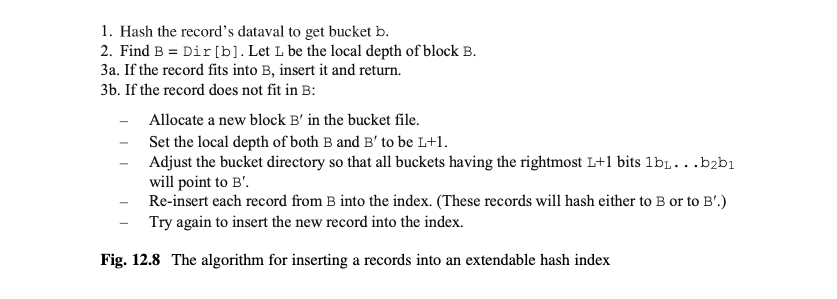 1. Hash the record’s dataval to get bucket b.
2. Find B = Dir[b]. Let L be the local depth of block B.
3a. If the record fits into B, insert it and return.
3b. If the record does not fit in B:
– Allocate a new block B′ in the bucket file.
– Set the local depth of both B and B′ to be L+1.
– Adjust the bucket directory so that all buckets having the rightmost L+1 bits 1bL...b2b1
will point to B′.
– Re-insert each record from B into the index. (These records will hash either to B or to B′.)
– Try again to insert the new record into the index.
Fig. 12.8 The algorithm for inserting a records into an extendable hash index